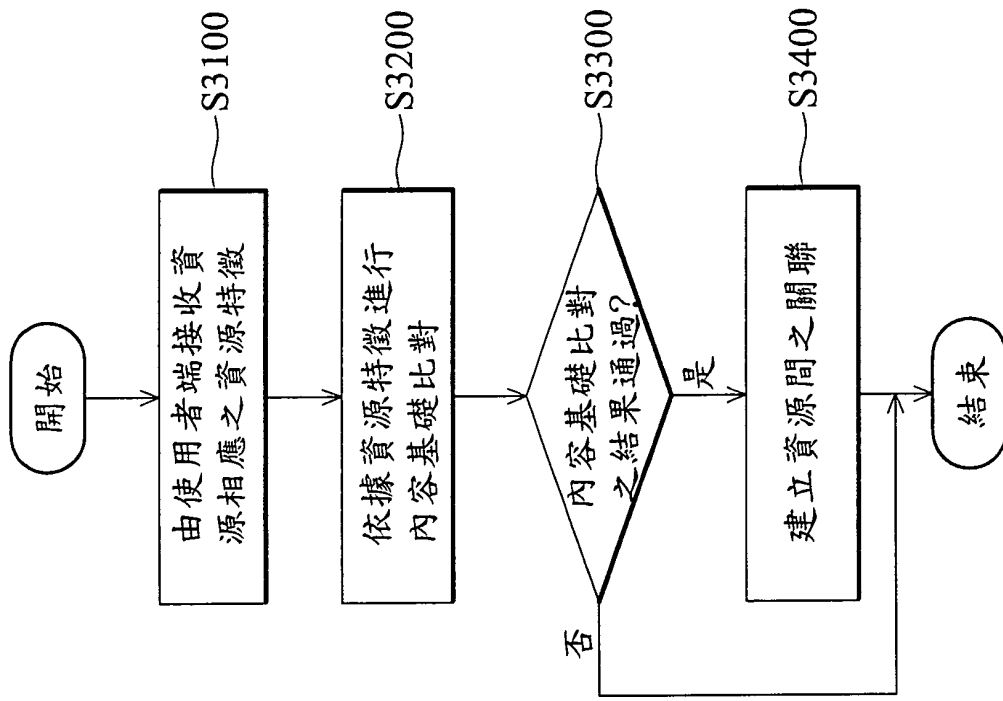 開始
由使用者端接收資
源相應之資源特徵
S3100
依據資源特徵進行
內容基礎比對
S3200
內容基礎比對
之結果通過?
S3300
否
是
建立資源間之關聯
S3400
結束